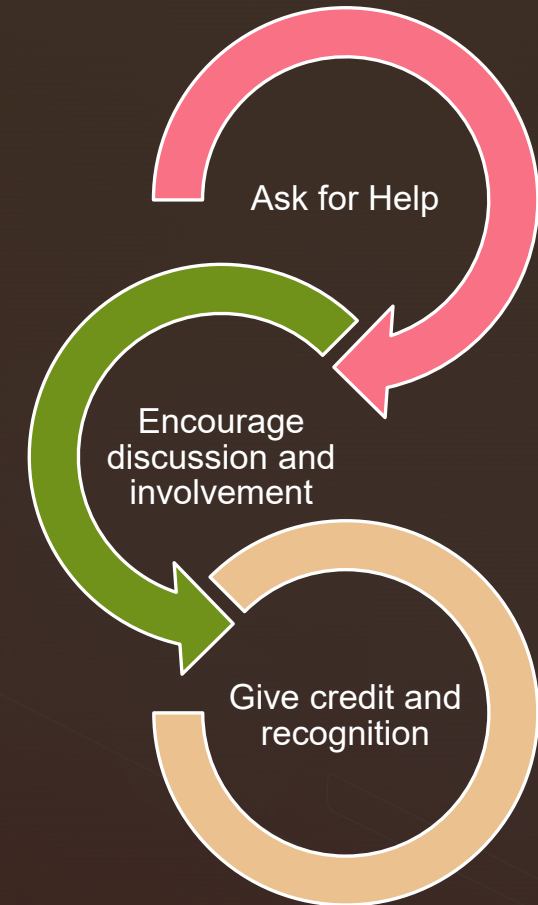 Ask for Help
Encourage
discussion and
involvement
Give credit and
recognition